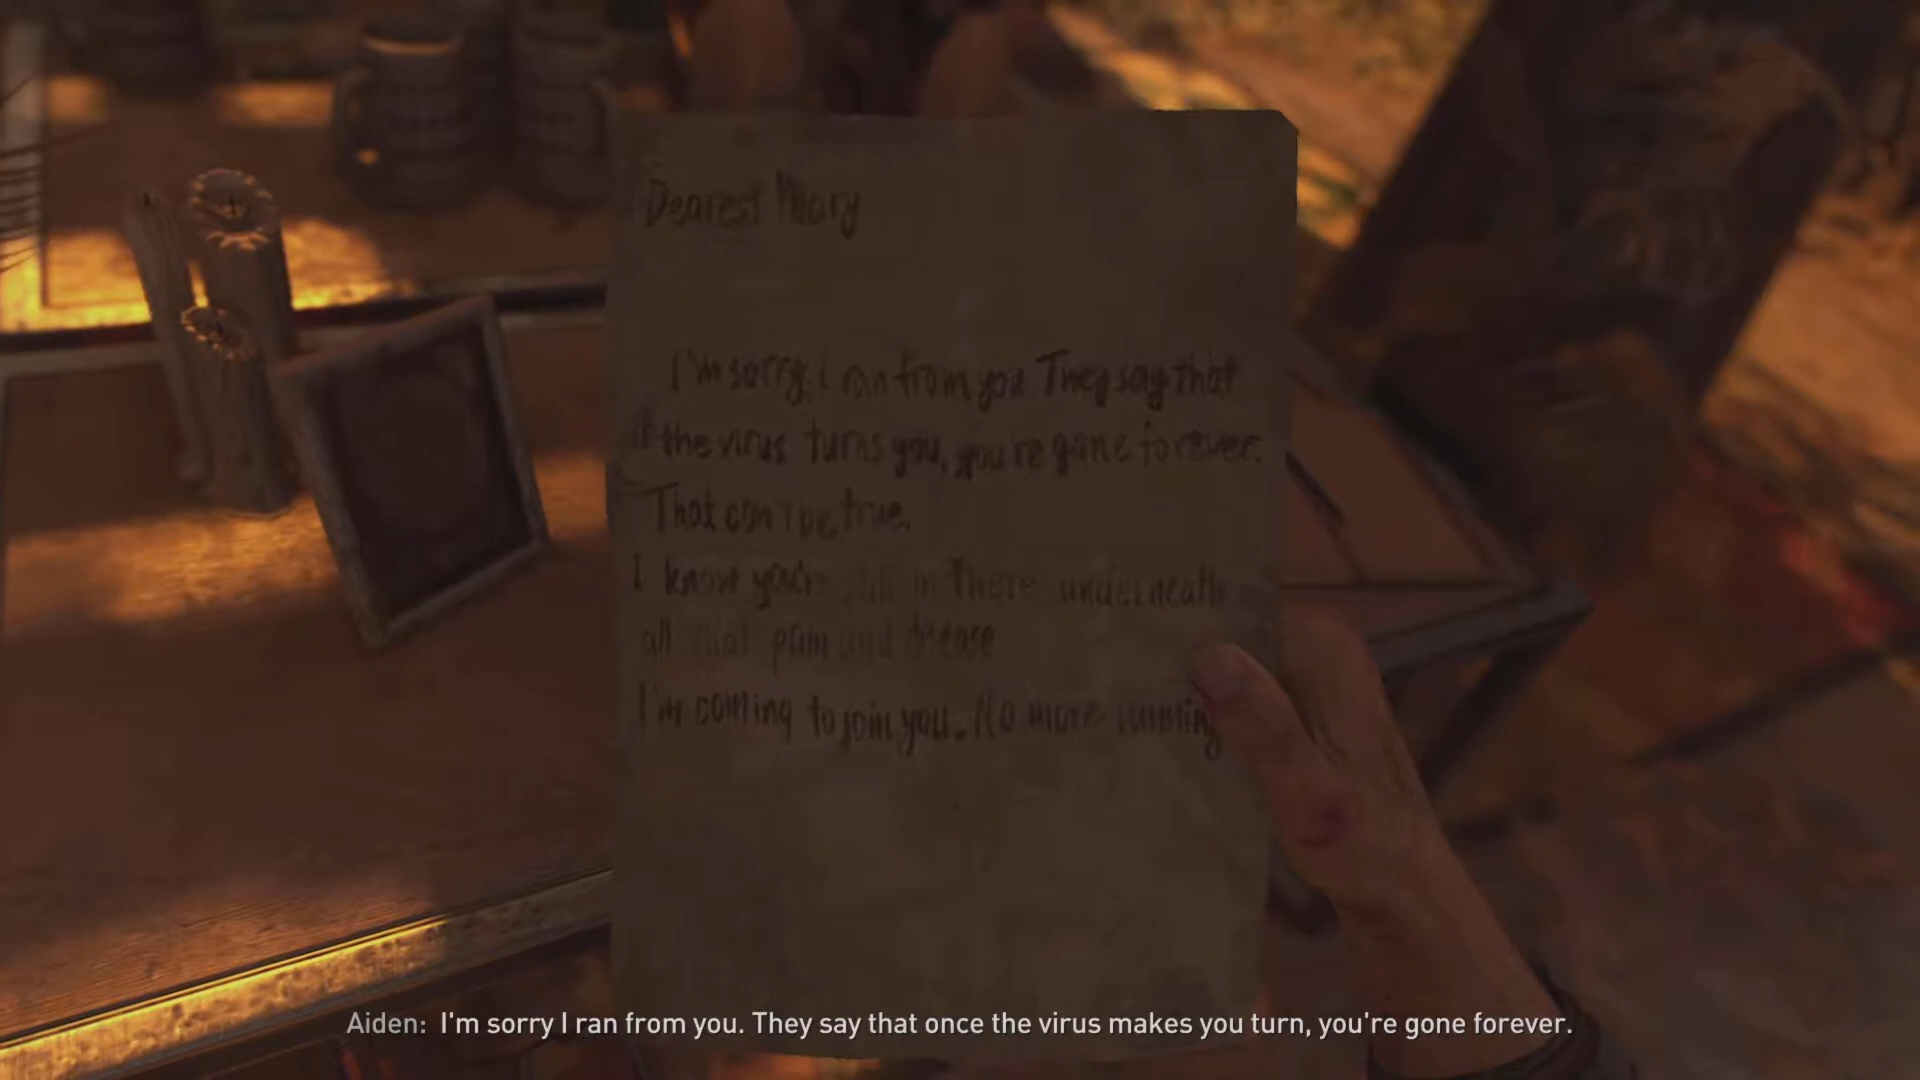 Dearest Mary
I'm sorry i ran from you They say that
if the virus turns you, you're gone forever.
That can't be true.
I know you're still in there underneath
all that pain and disease
I'm coming to join you. No more running
Aiden: I'm sorry I ran from you. They say that once the virus makes you turn, you're gone forever.